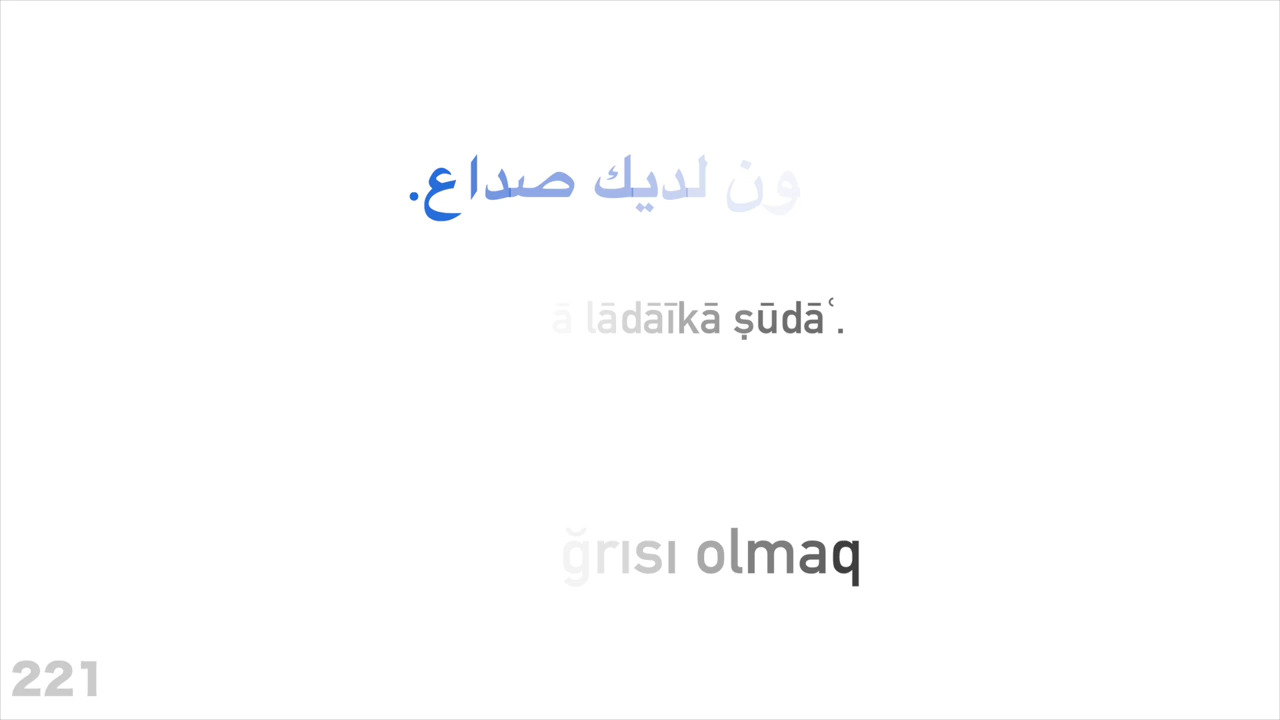 ون لديك صداع.
ā lādāīkā ṣūdāʿ.
ğrısı olmaq
221